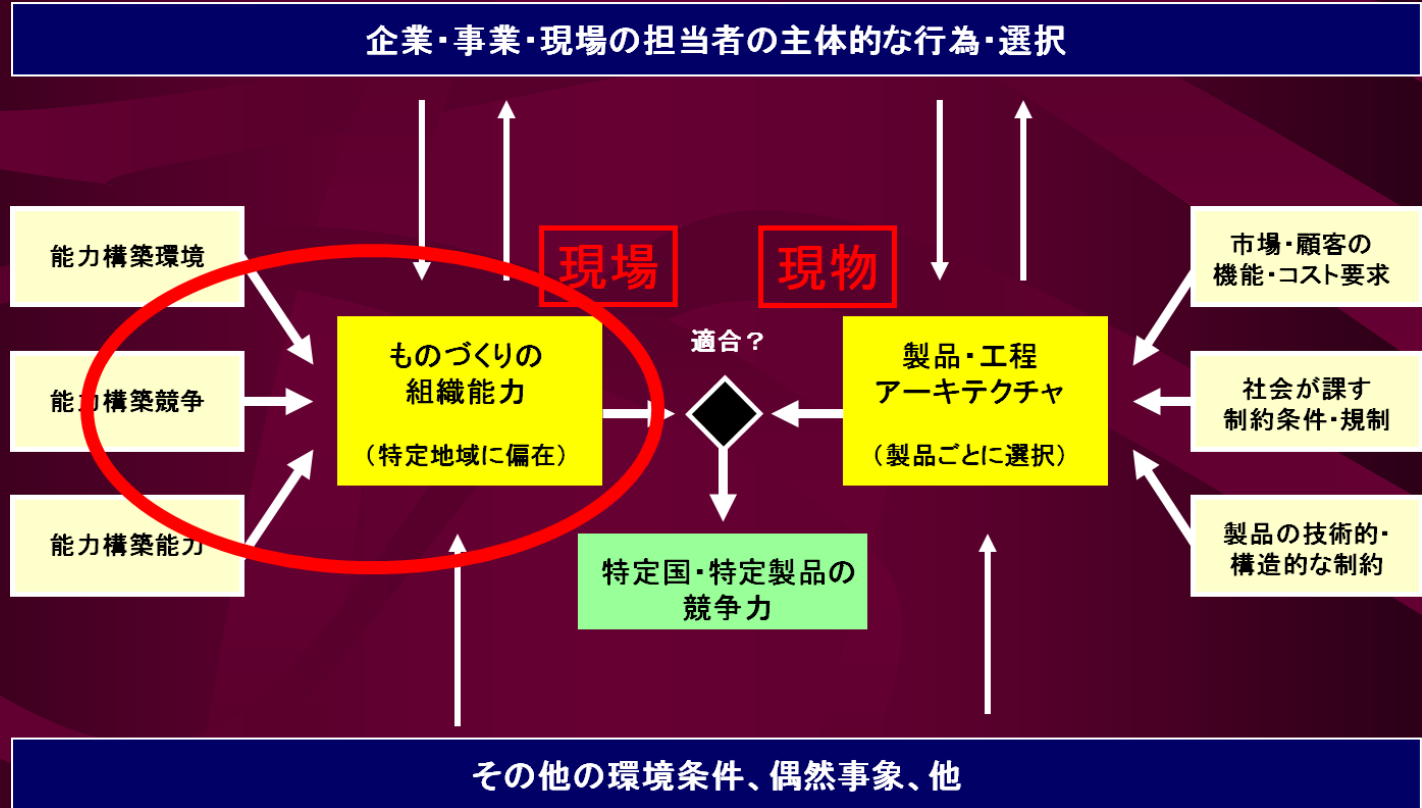 企業・事業・現場の担当者の主体的な行為・選択
能力構築環境
能力構築競争
能力構築能力
現場
現物
ものづくりの
組織能力
（特定地域に偏在）
適合？
製品・工程
アーキテクチャ
（製品ごとに選択）
市場・顧客の
機能・コスト要求
社会が課す
制約条件・規制
製品の技術的・
構造的な制約
特定国・特定製品の
競争力
その他の環境条件、偶然事象、他